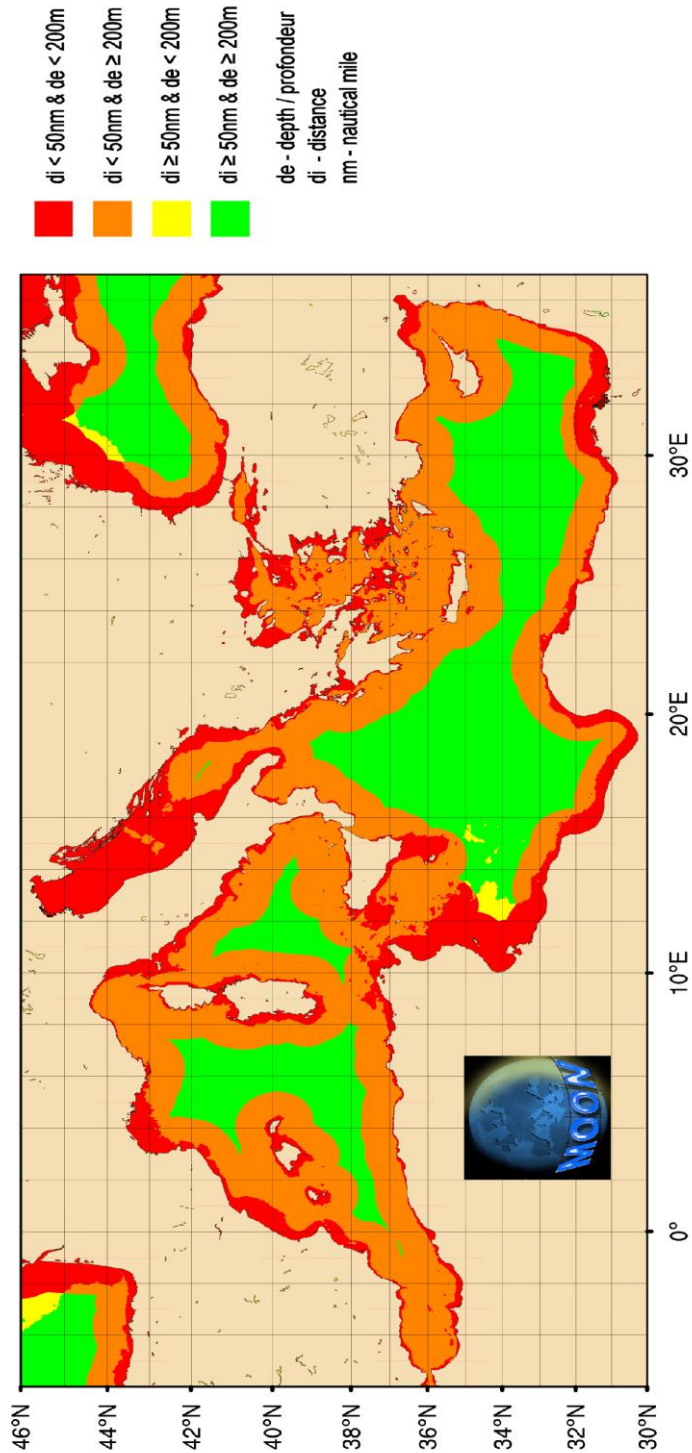 di < 50nm & de < 200m
di < 50nm & de ≥ 200m
di ≥ 50nm & de < 200m
di ≥ 50nm & de ≥ 200m
de - depth / profondeur
di - distance
nm - nautical mile
46°N
44°N
42°N
40°N
38°N
36°N
34°N
32°N
30°N
0°
10°E
20°E
30°E
MOON